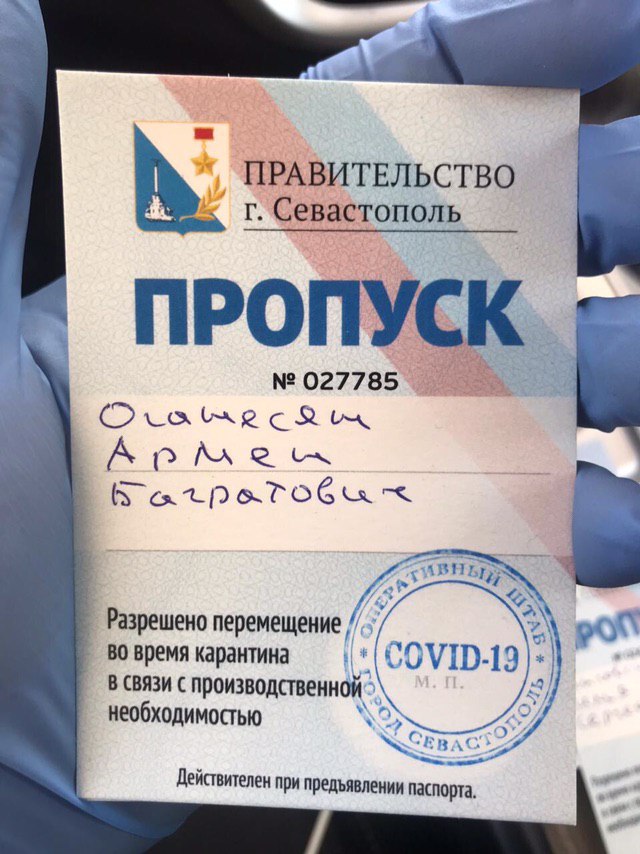 ПРАВИТЕЛЬСТВО
г. Севастополь
ПРОПУСК
№ 027785
Оганесян
Армен
Багратович
Разрешено перемещение
во время карантина
в связи с производственной
необходимостью
ОПЕРАТИВНЫЙ ШТАБ
COVID-19
М. П.
* ГОРОД СЕВАСТОПОЛЬ *
Действителен при предъявлении паспорта.
РОП